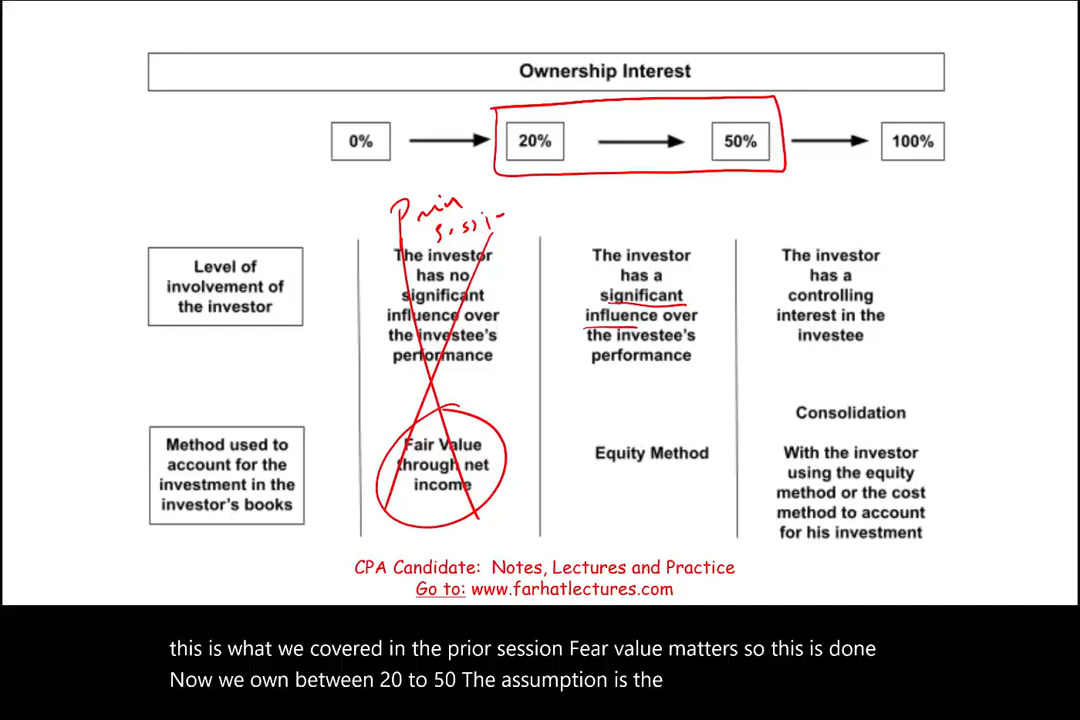 Ownership Interest
0%
20%
50%
100%
Prior
sessi-
Level of
involvement of
the investor
The investor
has no
significant
influence over
the investee's
performance
The investor
has a
significant
influence over
the investee's
performance
The investor
has a
controlling
interest in the
investee
Method used to
account for the
investment in the
investor's books
Fair Value
through net
income
Equity Method
Consolidation
With the investor
using the equity
method or the cost
method to account
for his investment
CPA Candidate: Notes, Lectures and Practice
Go to: www.farhatlectures.com
this is what we covered in the prior session Fear value matters so this is done
Now we own between 20 to 50 The assumption is the